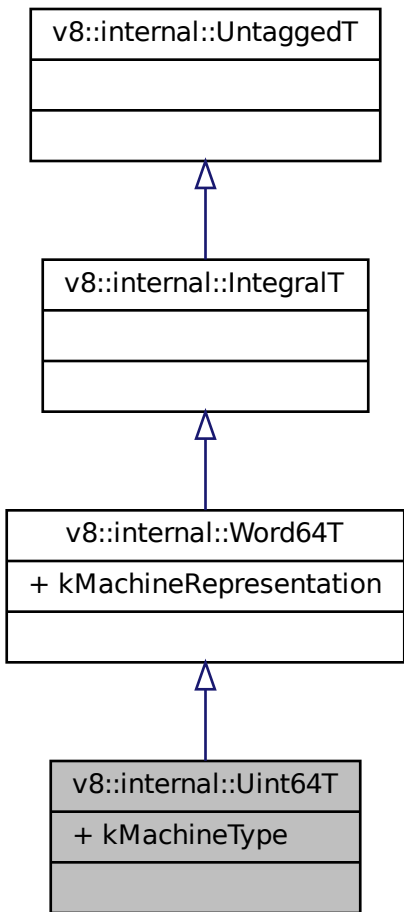 v8::internal::UntaggedT
v8::internal::IntegralT
v8::internal::Word64T
+ kMachineRepresentation
v8::internal::Uint64T
+ kMachineType